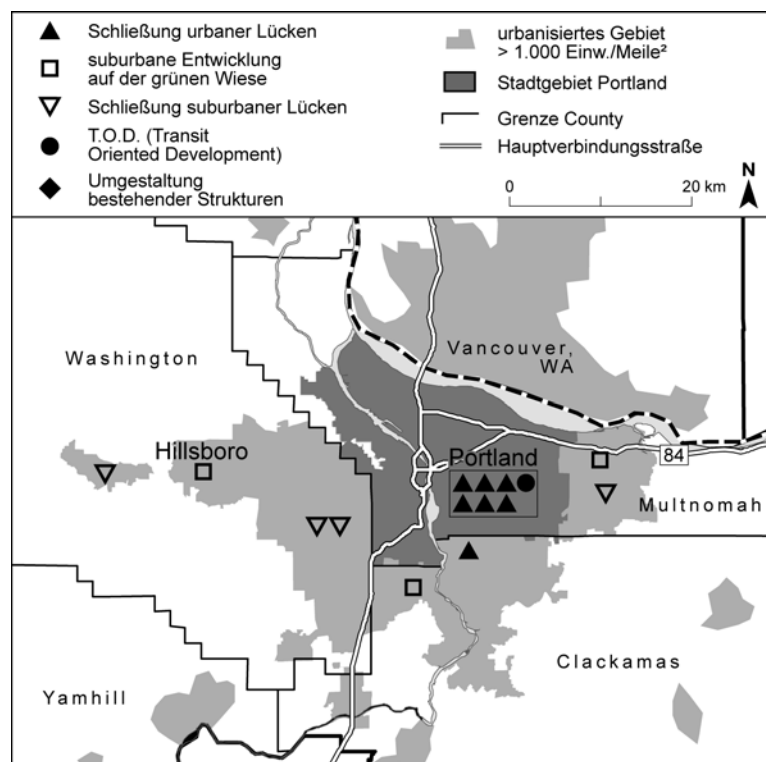 Schließung urbaner Lücken
suburbane Entwicklung
auf der grünen Wiese
Schließung suburbaner Lücken
T.O.D. (Transit
Oriented Development)
Umgestaltung
bestehender Strukturen
urbanisiertes Gebiet
> 1.000 Einw./Meile²
Stadtgebiet Portland
Grenze County
Hauptverbindungsstraße
N
0 20 km
Washington
Vancouver,
WA
Hillsboro
Portland
84
Multnomah
Clackamas
Yamhill